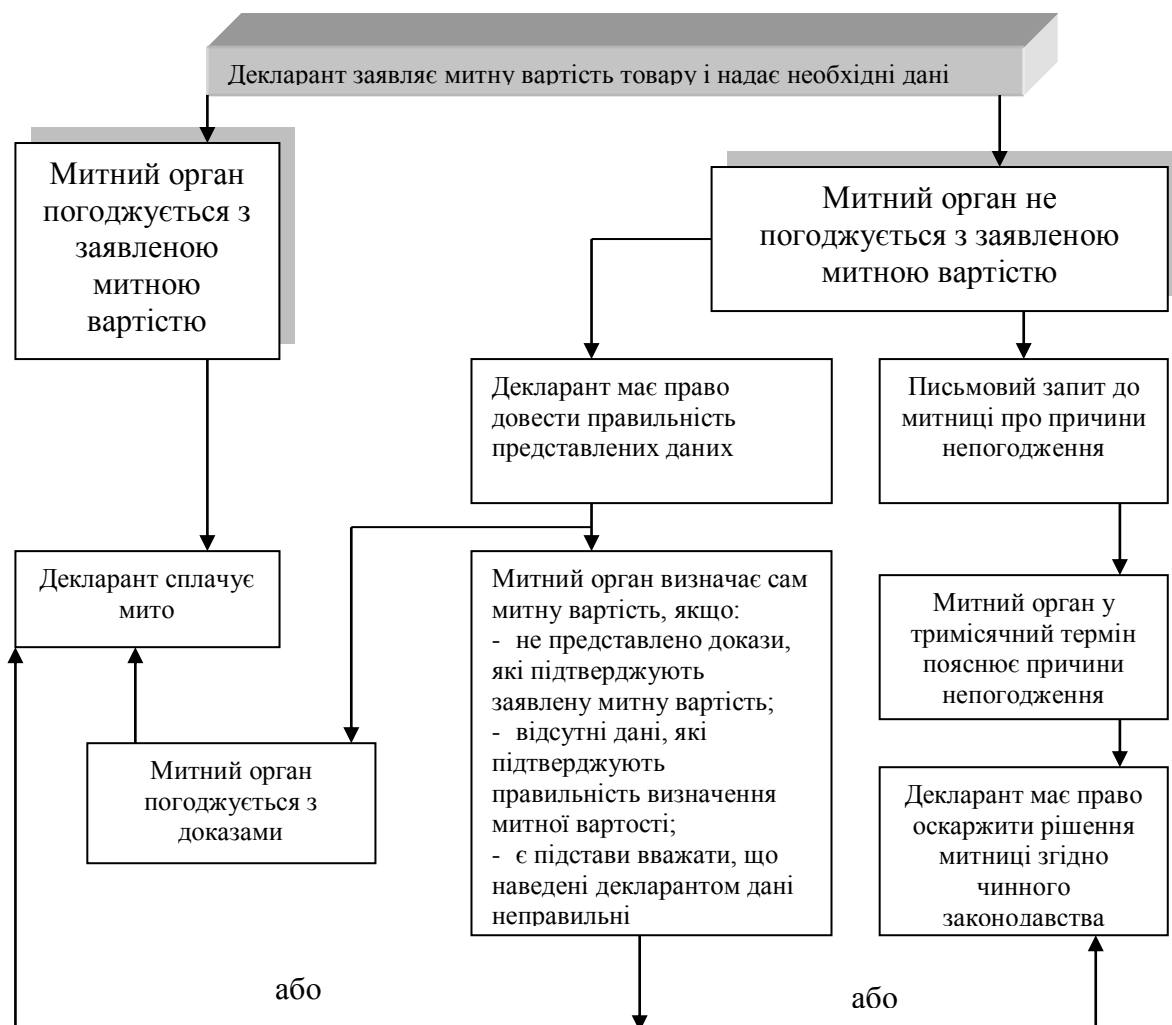 Декларант заявляє митну вартість товару і надає необхідні дані
Митний орган
погоджується з
заявленою
митною
вартістю
Митний орган не
погоджується з заявленою
митною вартістю
Декларант має право
довести правильність
представлених даних
Письмовий запит до
митниці про причини
непогодження
Декларант сплачує
мито
Митний орган визначає сам
митну вартість, якщо:
- не представлено докази,
які підтверджують
заявлену митну вартість;
- відсутні дані, які
підтверджують
правильність визначення
митної вартості;
- є підстави вважати, що
наведені декларантом дані
неправильні
Митний орган у
тримісячний термін
пояснює причини
непогодження
Митний орган
погоджується з
доказами
Декларант має право
оскаржити рішення
митниці згідно
чинного
законодавства
або
або